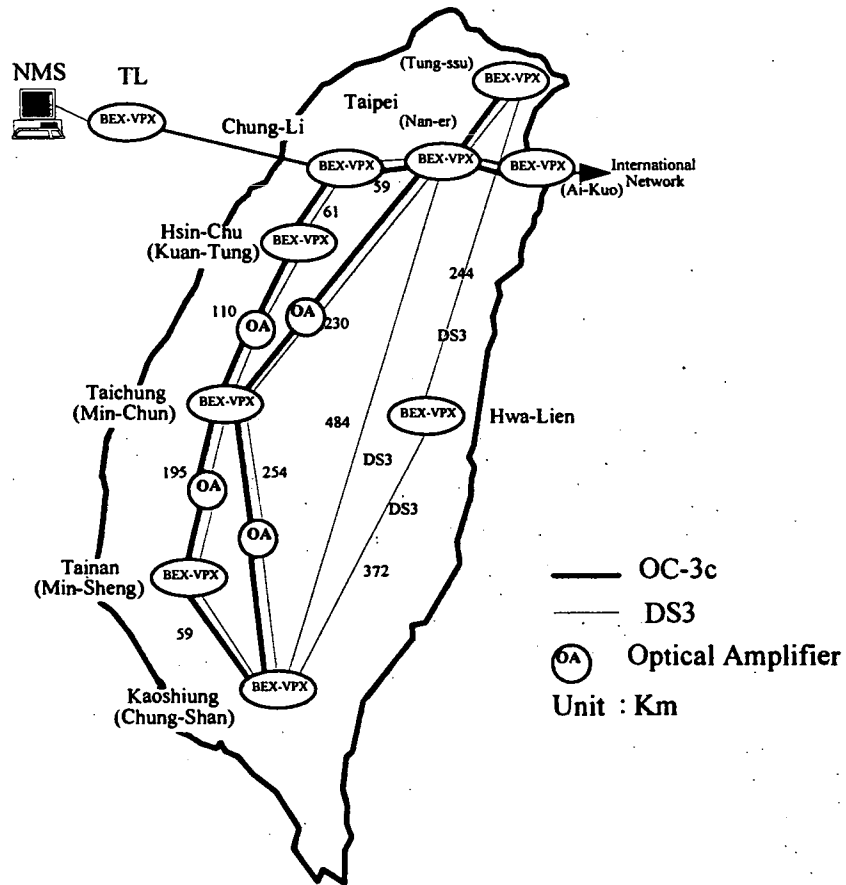 (Tung-ssu)
NMS
TL
BEX-VPX
Taipei
BEX-VPX
Chung-Li
(Nan-er)
BEX-VPX
BEX-VPX
BEX-VPX
International
Network
59
(Ai-Kuo)
61
Hsin-Chu
(Kuan-Tung)
BEX-VPX
244
110
OA
OA
230
DS3
Taichung
(Min-Chun)
BEX-VPX
BEX-VPX
Hwa-Lien
484
195
254
DS3
OA
DS3
OA
Tainan
(Min-Sheng)
BEX-VPX
372
OC-3c
DS3
59
OA
Optical Amplifier
Kaoshiung
(Chung-Shan)
BEX-VPX
Unit : Km